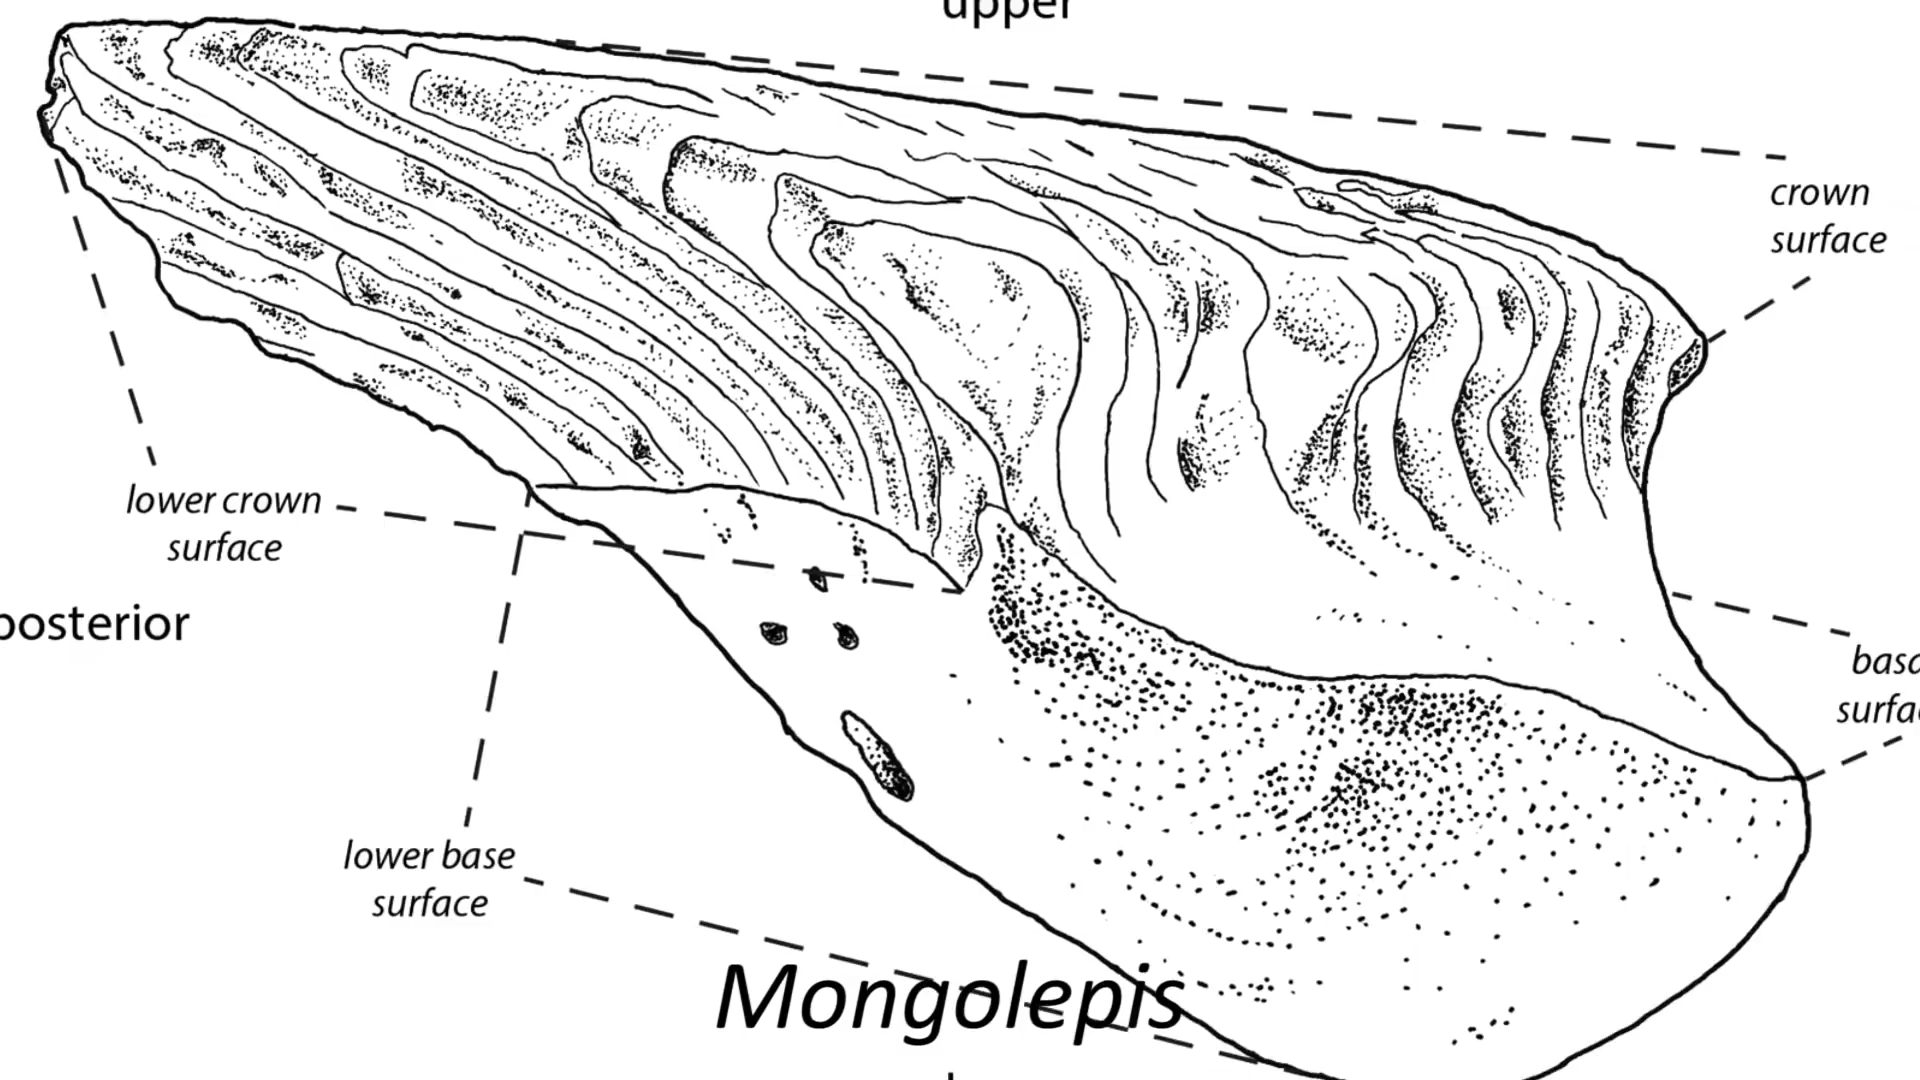 upper
crown
surface
lower crown
surface
posterior
lower base
surface
Mongolepis